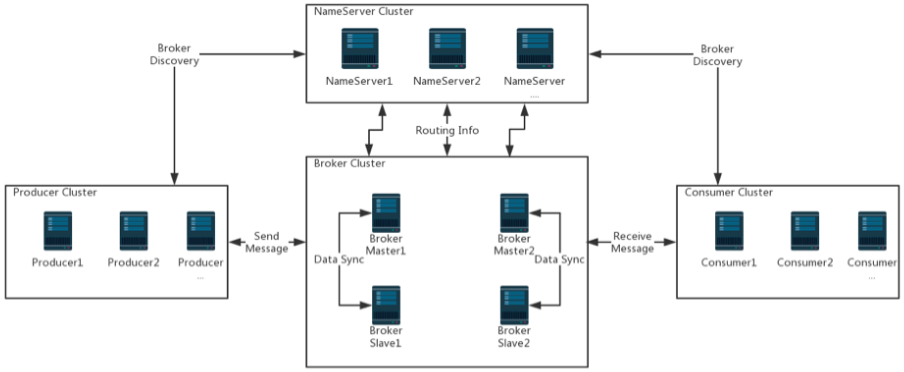 NameServer Cluster
NameServer1
NameServer2
NameServer
....
Broker
Discovery
Broker
Discovery
Routing Info
Broker Cluster
Producer Cluster
Producer1
Producer2
Producer
...
Send
Message
Broker
Master1
Data Sync
Broker
Slave1
Broker
Master2
Data Sync
Broker
Slave2
Receive
Message
Consumer Cluster
Consumer1
Consumer2
Consumer
...